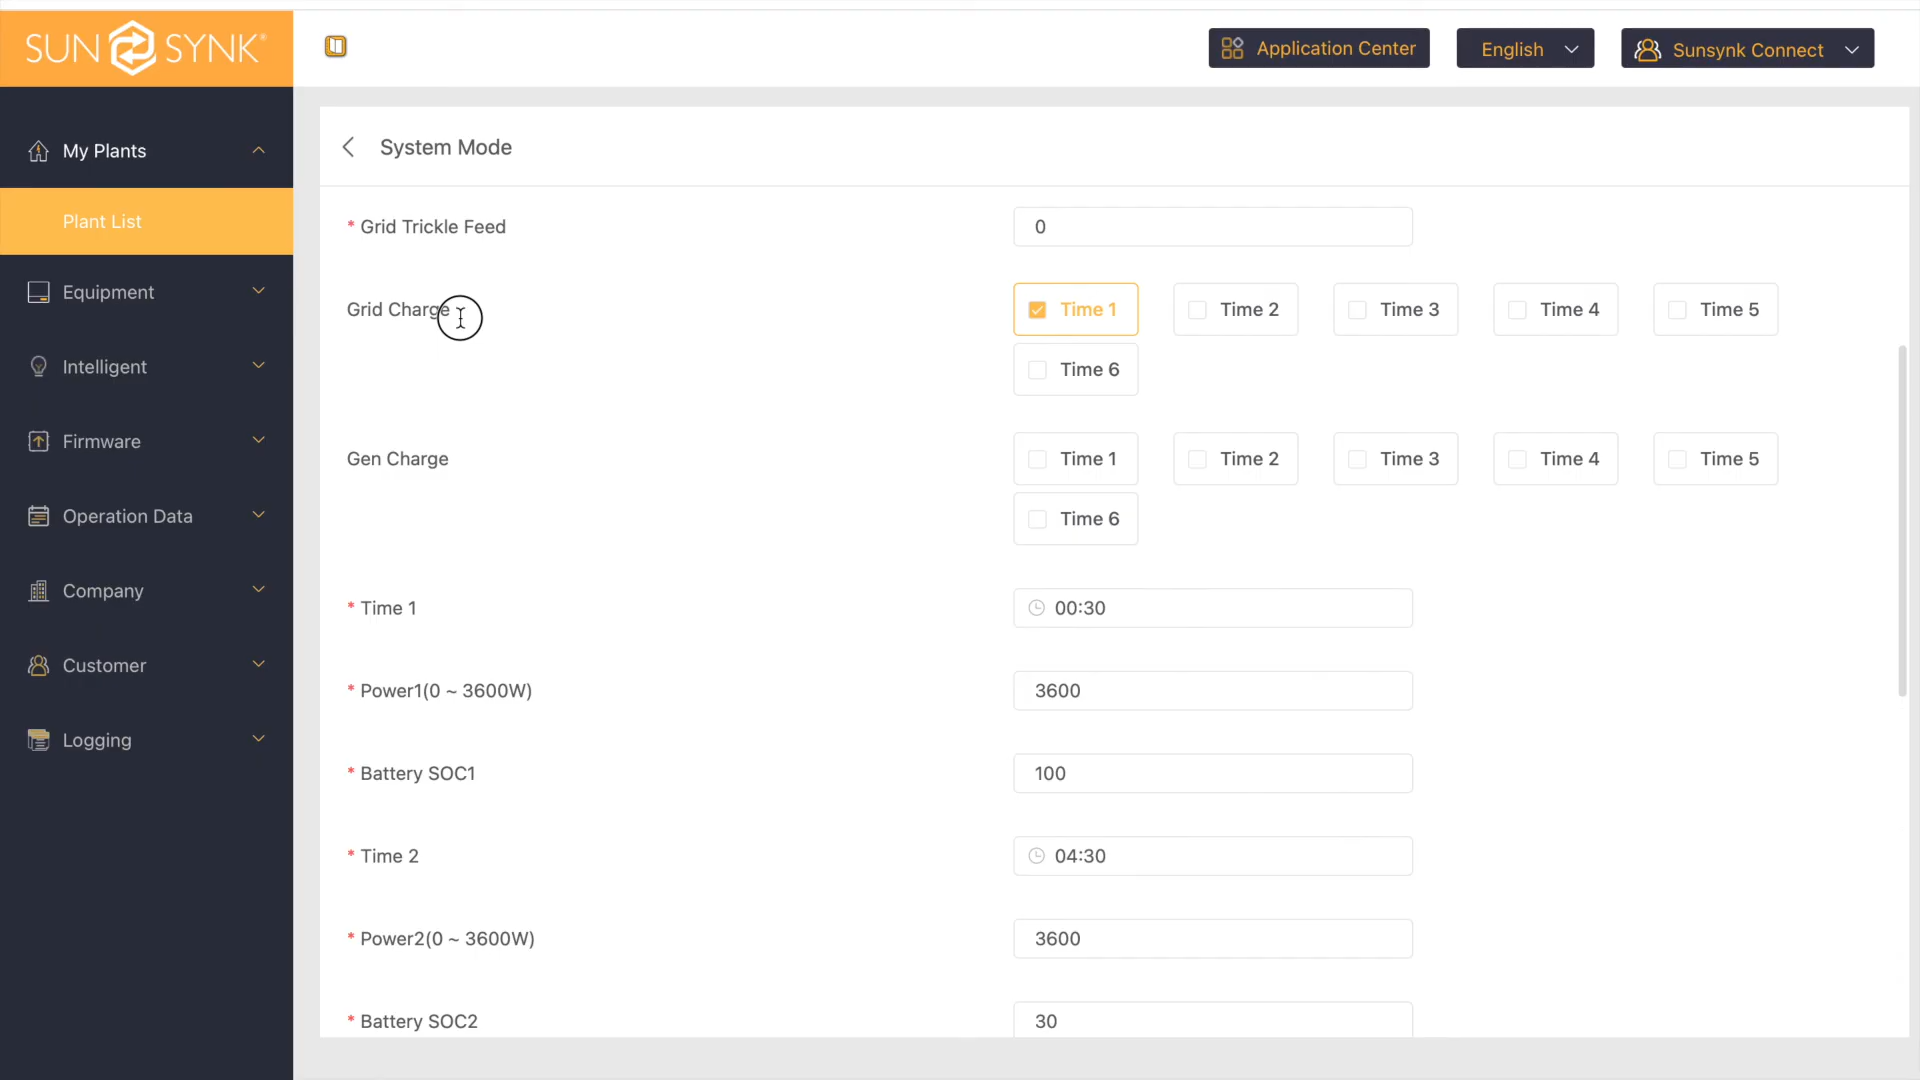 SUN SYNK®
Application Center
English
Sunsynk Connect
My Plants
Plant List
Equipment
Intelligent
Firmware
Operation Data
Company
Customer
Logging
System Mode
* Grid Trickle Feed
0
Grid Charge
Time 1
Time 2
Time 3
Time 4
Time 5
Time 6
Gen Charge
Time 1
Time 2
Time 3
Time 4
Time 5
Time 6
* Time 1
00:30
* Power1(0 ~ 3600W)
3600
* Battery SOC1
100
* Time 2
04:30
* Power2(0 ~ 3600W)
3600
* Battery SOC2
30